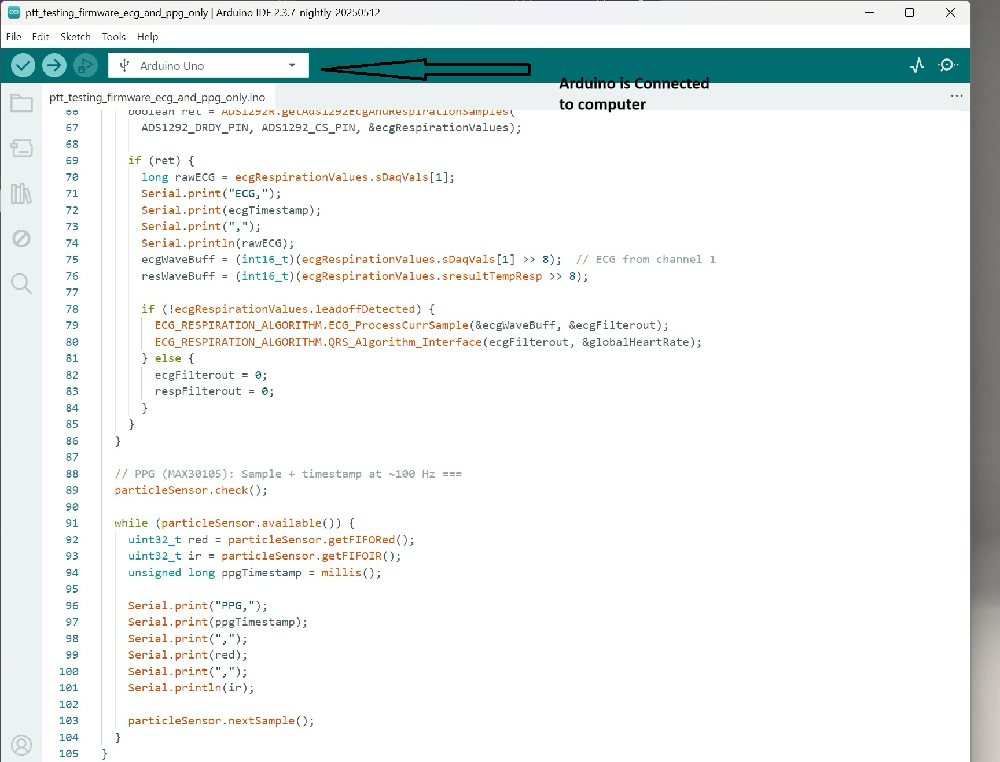 ptt_testing_firmware_ecg_and_ppg_only | Arduino IDE 2.3.7-nightly-20250512
File Edit Sketch Tools Help
Arduino Uno
Arduino is Connected
to computer
ptt_testing_firmware_ecg_and_ppg_only.ino
66 boolean ret = ADS1292R.getAds1292EcgAndRespirationSamples(
67 ADS1292_DRDY_PIN, ADS1292_CS_PIN, &ecgRespirationValues);
68
69 if (ret) {
70 long rawECG = ecgRespirationValues.sDaqVals[1];
71 Serial.print("ECG,");
72 Serial.print(ecgTimestamp);
73 Serial.print(",");
74 Serial.println(rawECG);
75 ecgWaveBuff = (int16_t)(ecgRespirationValues.sDaqVals[1] >> 8);  // ECG from channel 1
76 resWaveBuff = (int16_t)(ecgRespirationValues.sresultTempResp >> 8);
77
78 if (!ecgRespirationValues.leadoffDetected) {
79 ECG_RESPIRATION_ALGORITHM.ECG_ProcessCurrSample(&ecgWaveBuff, &ecgFilterout);
80 ECG_RESPIRATION_ALGORITHM.QRS_Algorithm_Interface(ecgFilterout, &globalHeartRate);
81 } else {
82 ecgFilterout = 0;
83 respFilterout = 0;
84 }
85 }
86 }
87
88 // PPG (MAX30105): Sample + timestamp at ~100 Hz ===
89 particleSensor.check();
90
91 while (particleSensor.available()) {
92 uint32_t red = particleSensor.getFIFORed();
93 uint32_t ir = particleSensor.getFIFOIR();
94 unsigned long ppgTimestamp = millis();
95
96 Serial.print("PPG,");
97 Serial.print(ppgTimestamp);
98 Serial.print(",");
99 Serial.print(red);
100 Serial.print(",");
101 Serial.println(ir);
102
103 particleSensor.nextSample();
104 }
105 }